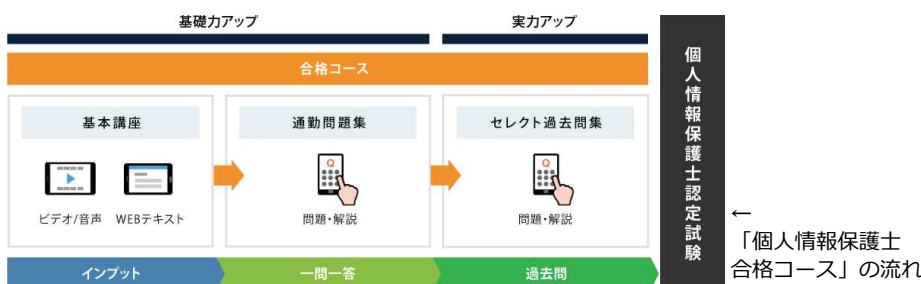 基礎力アップ
実力アップ
合格コース
基本講座
通勤問題集
セレクト過去問集
Q
Q
ビデオ/音声
WEBテキスト
問題・解説
問題・解説
インプット
一問一答
過去問
個人情報保護士認定試験
←
「個人情報保護士
合格コース」の流れ